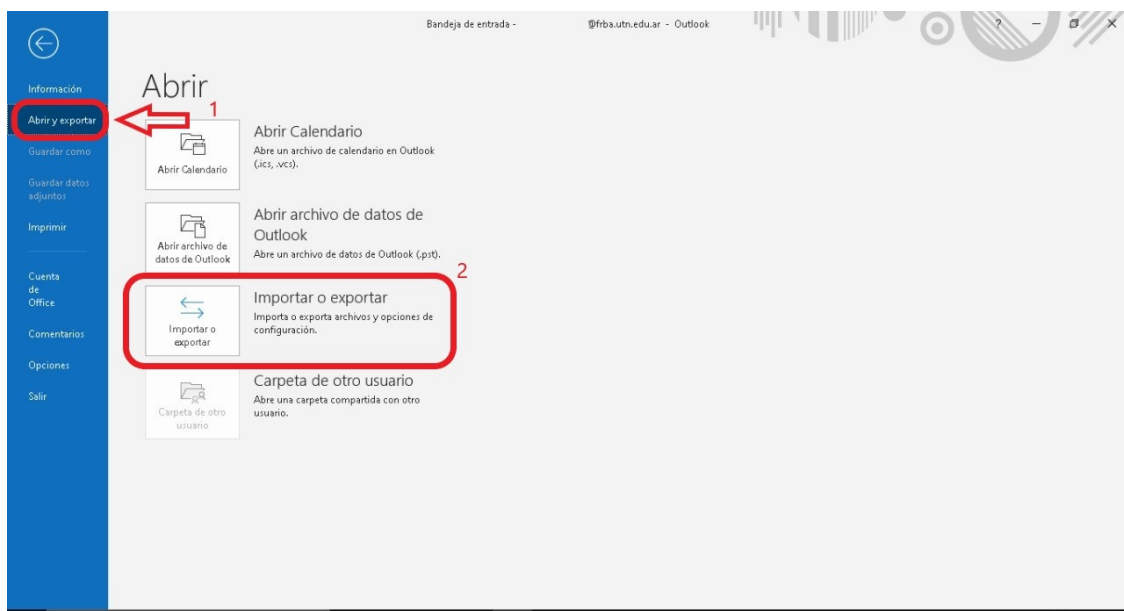 Bandeja de entrada - @frba.utn.edu.ar - Outlook
?
Información
Abrir y exportar
Guardar como
Guardar datos
adjuntos
Imprimir
Cuenta
de
Office
Comentarios
Opciones
Salir
Abrir
1
Abrir Calendario
Abrir Calendario
Abre un archivo de calendario en Outlook
(.ics, .vcs).
Abrir archivo de
datos de Outlook
Abrir archivo de datos de
Outlook
Abre un archivo de datos de Outlook (.pst).
2
Importar o
exportar
Importar o exportar
Importa o exporta archivos y opciones de
configuración.
Carpeta de otro
usuario
Carpeta de otro usuario
Abre una carpeta compartida con otro
usuario.